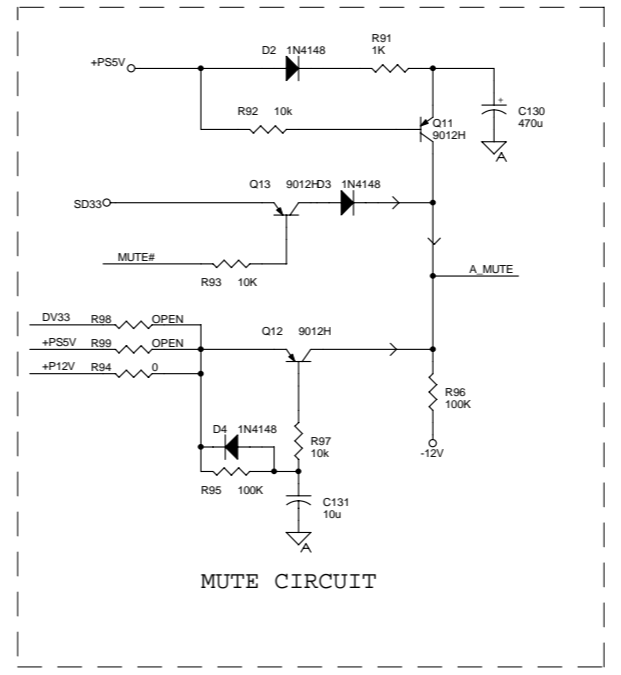 R91
D2 1N4148 1K
+PS5V
C130
470u
R92 10k
Q11
9012H
A
Q13 9012HD3 1N4148
SD33
MUTE#
A_MUTE
R93 10K
DV33 R98 OPEN
Q12 9012H
+PS5V R99 OPEN
+P12V R94 0
R96
100K
D4 1N4148
R97
10k
-12V
R95 100K
C131
10u
A
MUTE CIRCUIT